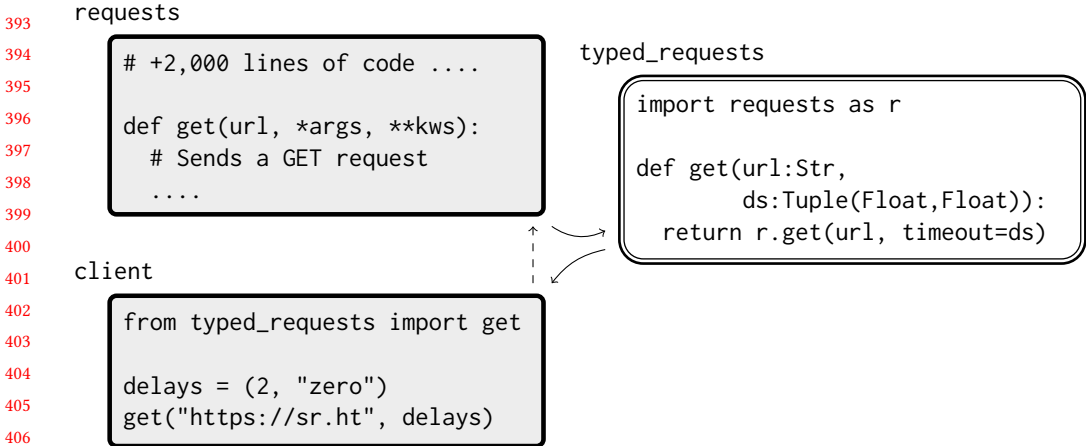 393
394
395
396
397
398
399
400
401
402
403
404
405
406
requests
# +2,000 lines of code ....
def get(url, *args, **kws):
# Sends a GET request
....
typed_requests
import requests as r
def get(url:Str,
ds:Tuple(Float,Float)):
return r.get(url, timeout=ds)
client
from typed_requests import get
delays = (2, "zero")
get("https://sr.ht", delays)